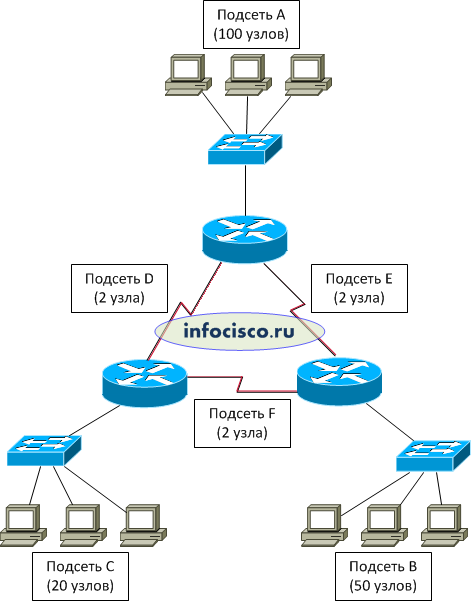 Подсеть A
(100 узлов)
Подсеть D
(2 узла)
Подсеть E
(2 узла)
infocisco.ru
Подсеть F
(2 узла)
Подсеть C
(20 узлов)
Подсеть B
(50 узлов)